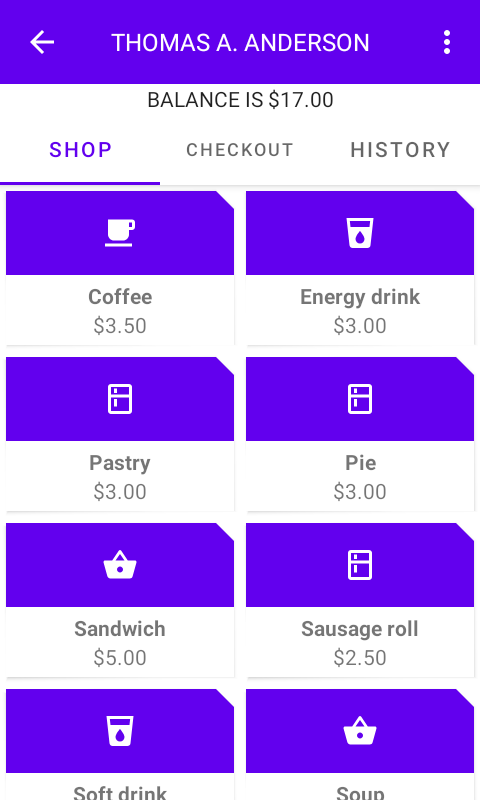 THOMAS A. ANDERSON
BALANCE IS $17.00
SHOP CHECKOUT HISTORY
Coffee
$3.50
Energy drink
$3.00
Pastry
$3.00
Pie
$3.00
Sandwich
$5.00
Sausage roll
$2.50
Soft drink
Soup